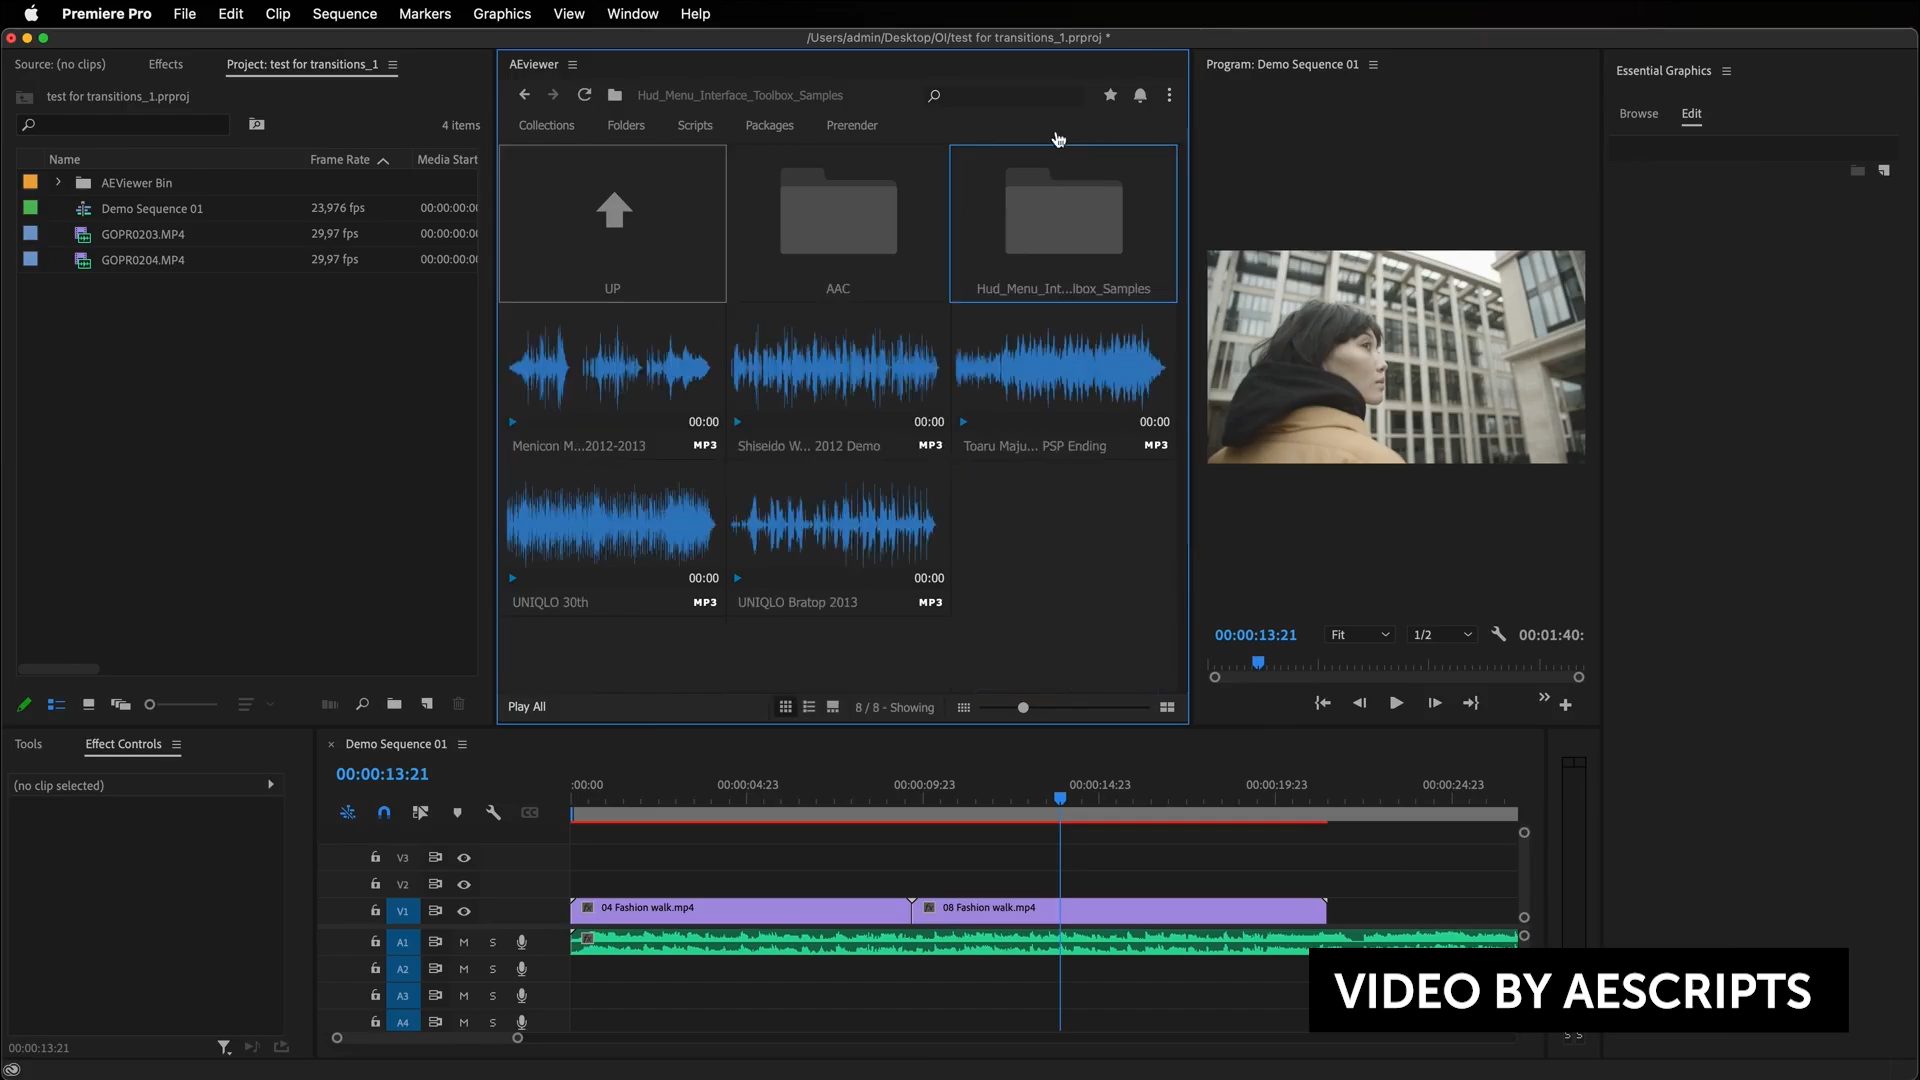 Premiere Pro File Edit Clip Sequence Markers Graphics View Window Help
/Users/admin/Desktop/OI/test for transitions_1.prproj *
Source: (no clips) Effects Project: test for transitions_1
test for transitions_1.prproj
4 items
Name Frame Rate Media Start
AEViewer Bin
Demo Sequence 01 23,976 fps 00:00:00:0
GOPR0203.MP4 29,97 fps 00:00:00:0
GOPR0204.MP4 29,97 fps 00:00:00:0
AEviewer
Hud_Menu_Interface_Toolbox_Samples
Collections Folders Scripts Packages Prerender
UP AAC Hud_Menu_Int...lbox_Samples
00:00 00:00 00:00
Menicon M...2012-2013 MP3 Shiseido W... 2012 Demo MP3 Toaru Maju... PSP Ending MP3
00:00 00:00
UNIQLO 30th MP3 UNIQLO Bratop 2013 MP3
Play All 8 / 8 - Showing
Program: Demo Sequence 01
00:00:13:21 Fit 1/2 00:01:40:
Essential Graphics
Browse Edit
Tools Effect Controls
(no clip selected)
00:00:13:21
× Demo Sequence 01
00:00:13:21
:00:00 00:00:04:23 00:00:09:23 00:00:14:23 00:00:19:23 00:00:24:23
V3
V2
V1 fx 04 Fashion walk.mp4 fx 08 Fashion walk.mp4
A1 M S fx
A2 M S
A3 M S
A4 M S
S S
VIDEO BY AESCRIPTS